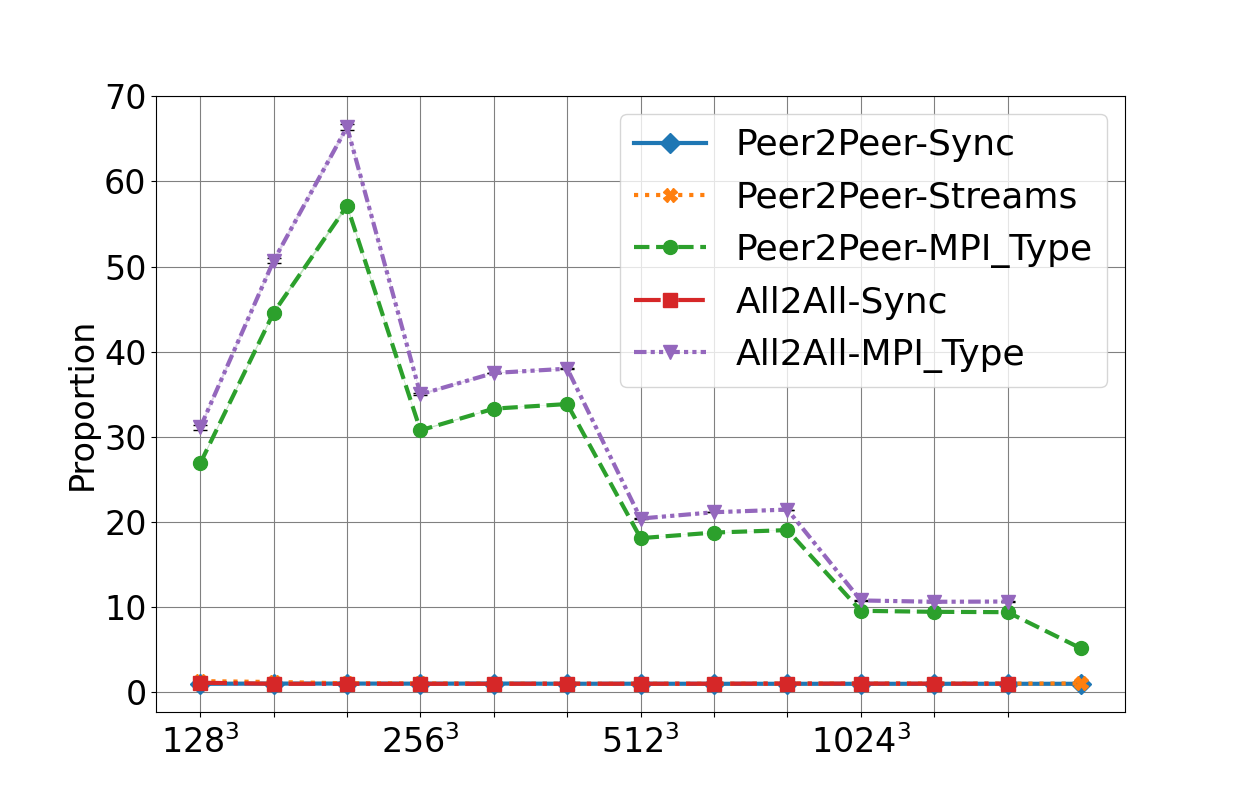 70
60
50
40
30
20
10
0
Proportion
Peer2Peer-Sync
Peer2Peer-Streams
Peer2Peer-MPI_Type
All2All-Sync
All2All-MPI_Type
128³ 256³ 512³ 1024³